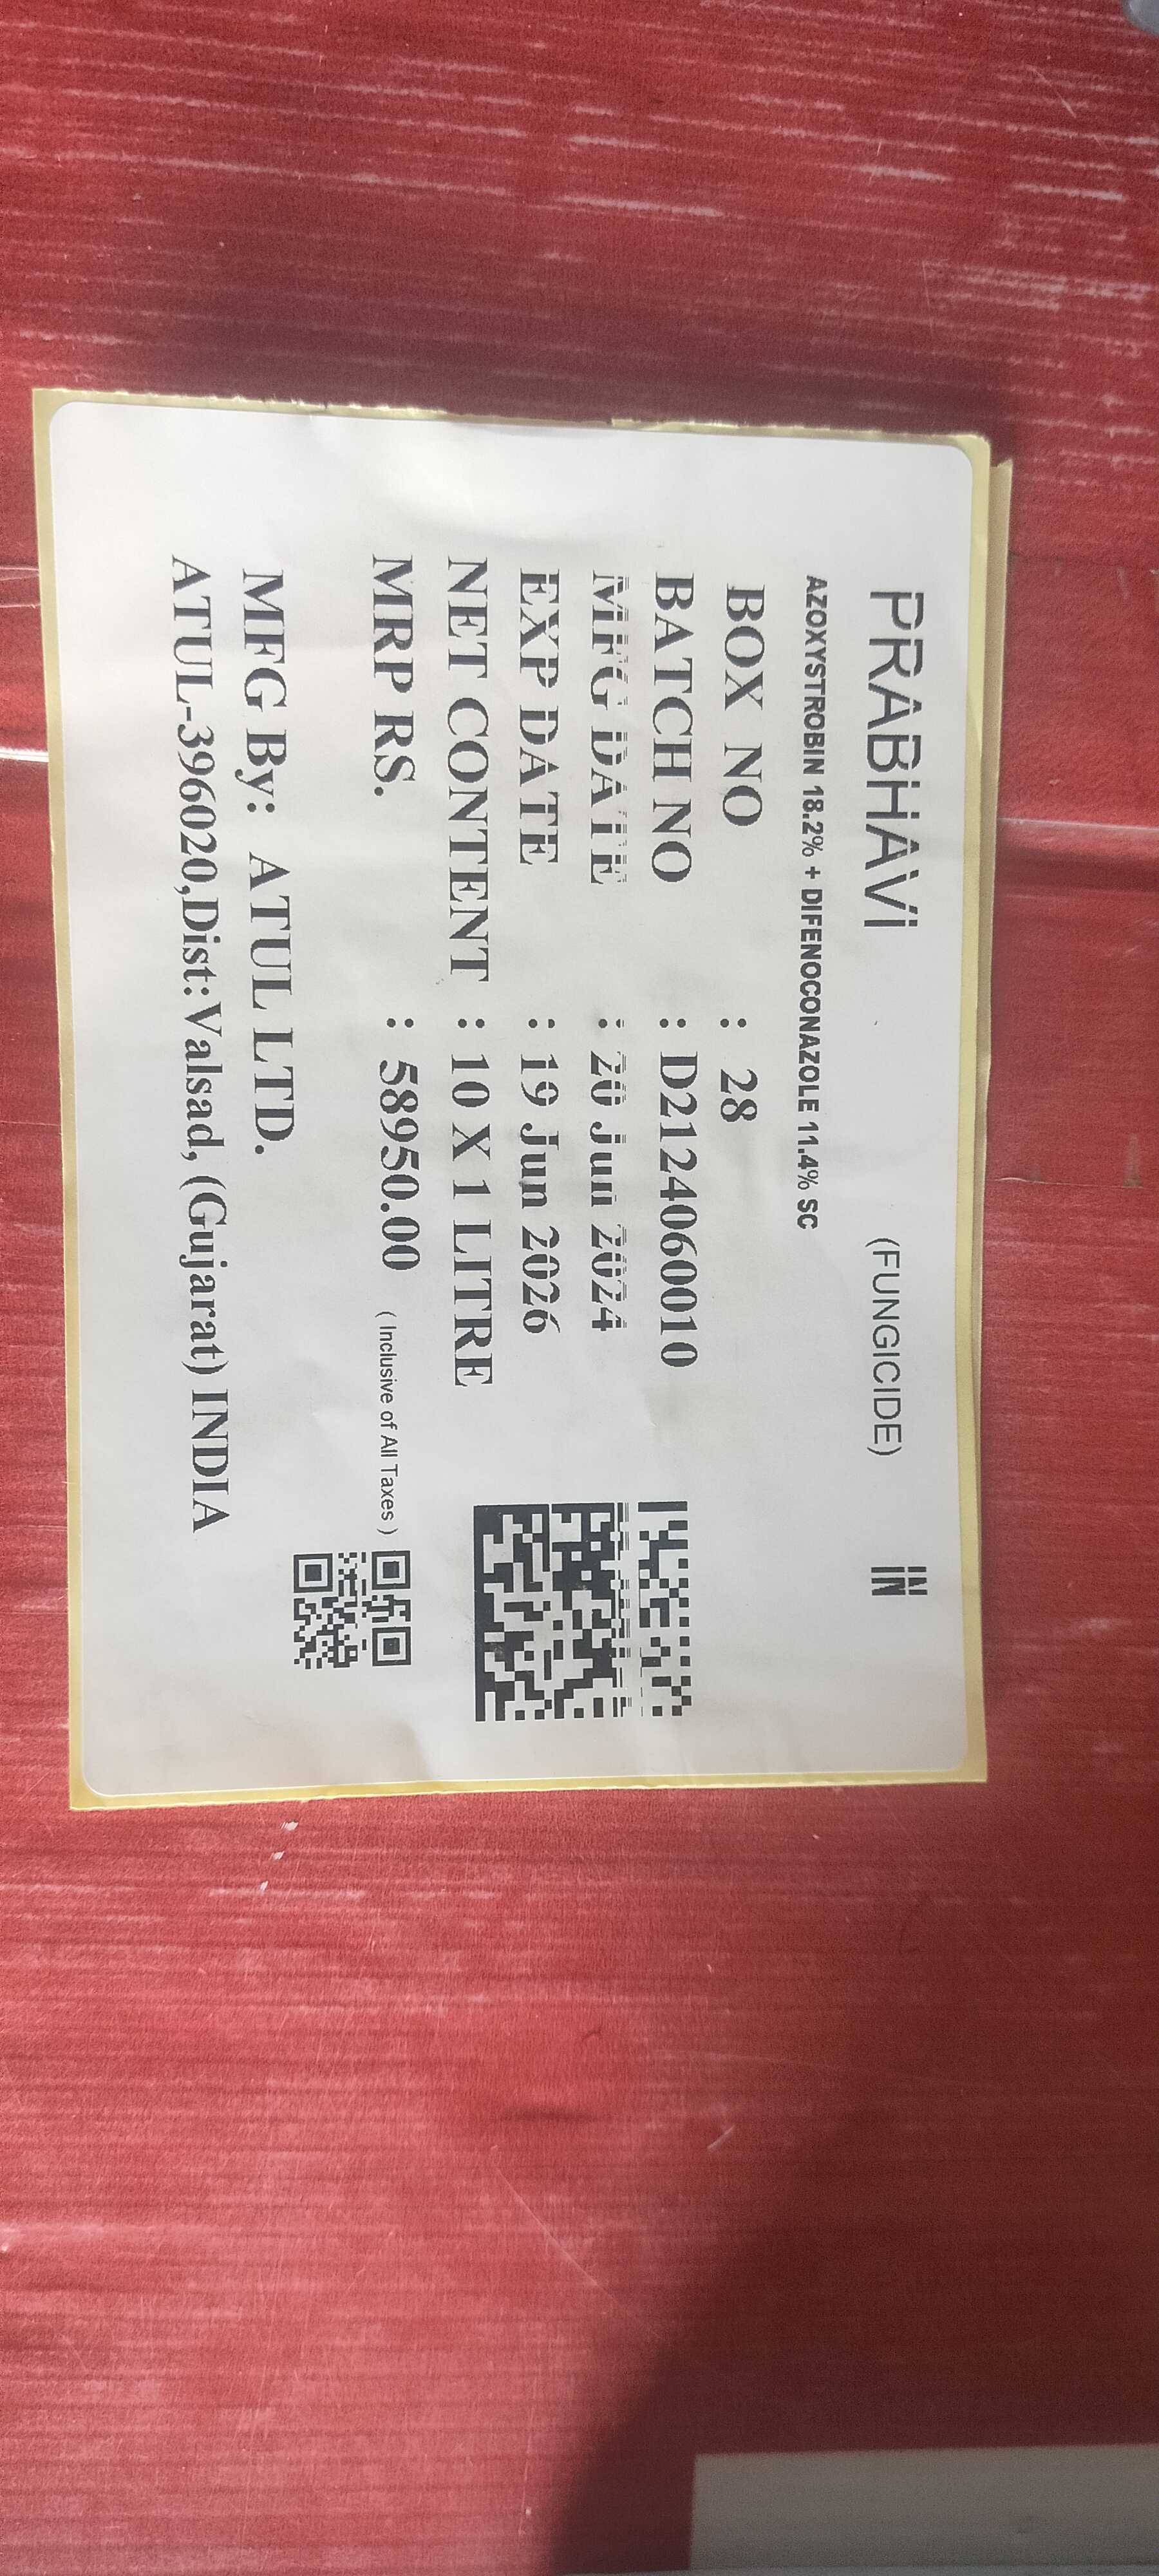 PRABHAVi (FUNGICIDE) IN
AZOXYSTROBIN 18.2% + DIFENOCONAZOLE 11.4% SC
BOX NO : 28
BATCH NO : D212406010
MFG DATE : 20 Jun 2024
EXP DATE : 19 Jun 2026
NET CONTENT : 10 X 1 LITRE
MRP RS. : 58950.00 ( Inclusive of All Taxes )
MFG By: ATUL LTD.
ATUL-396020,Dist:Valsad, (Gujarat) INDIA